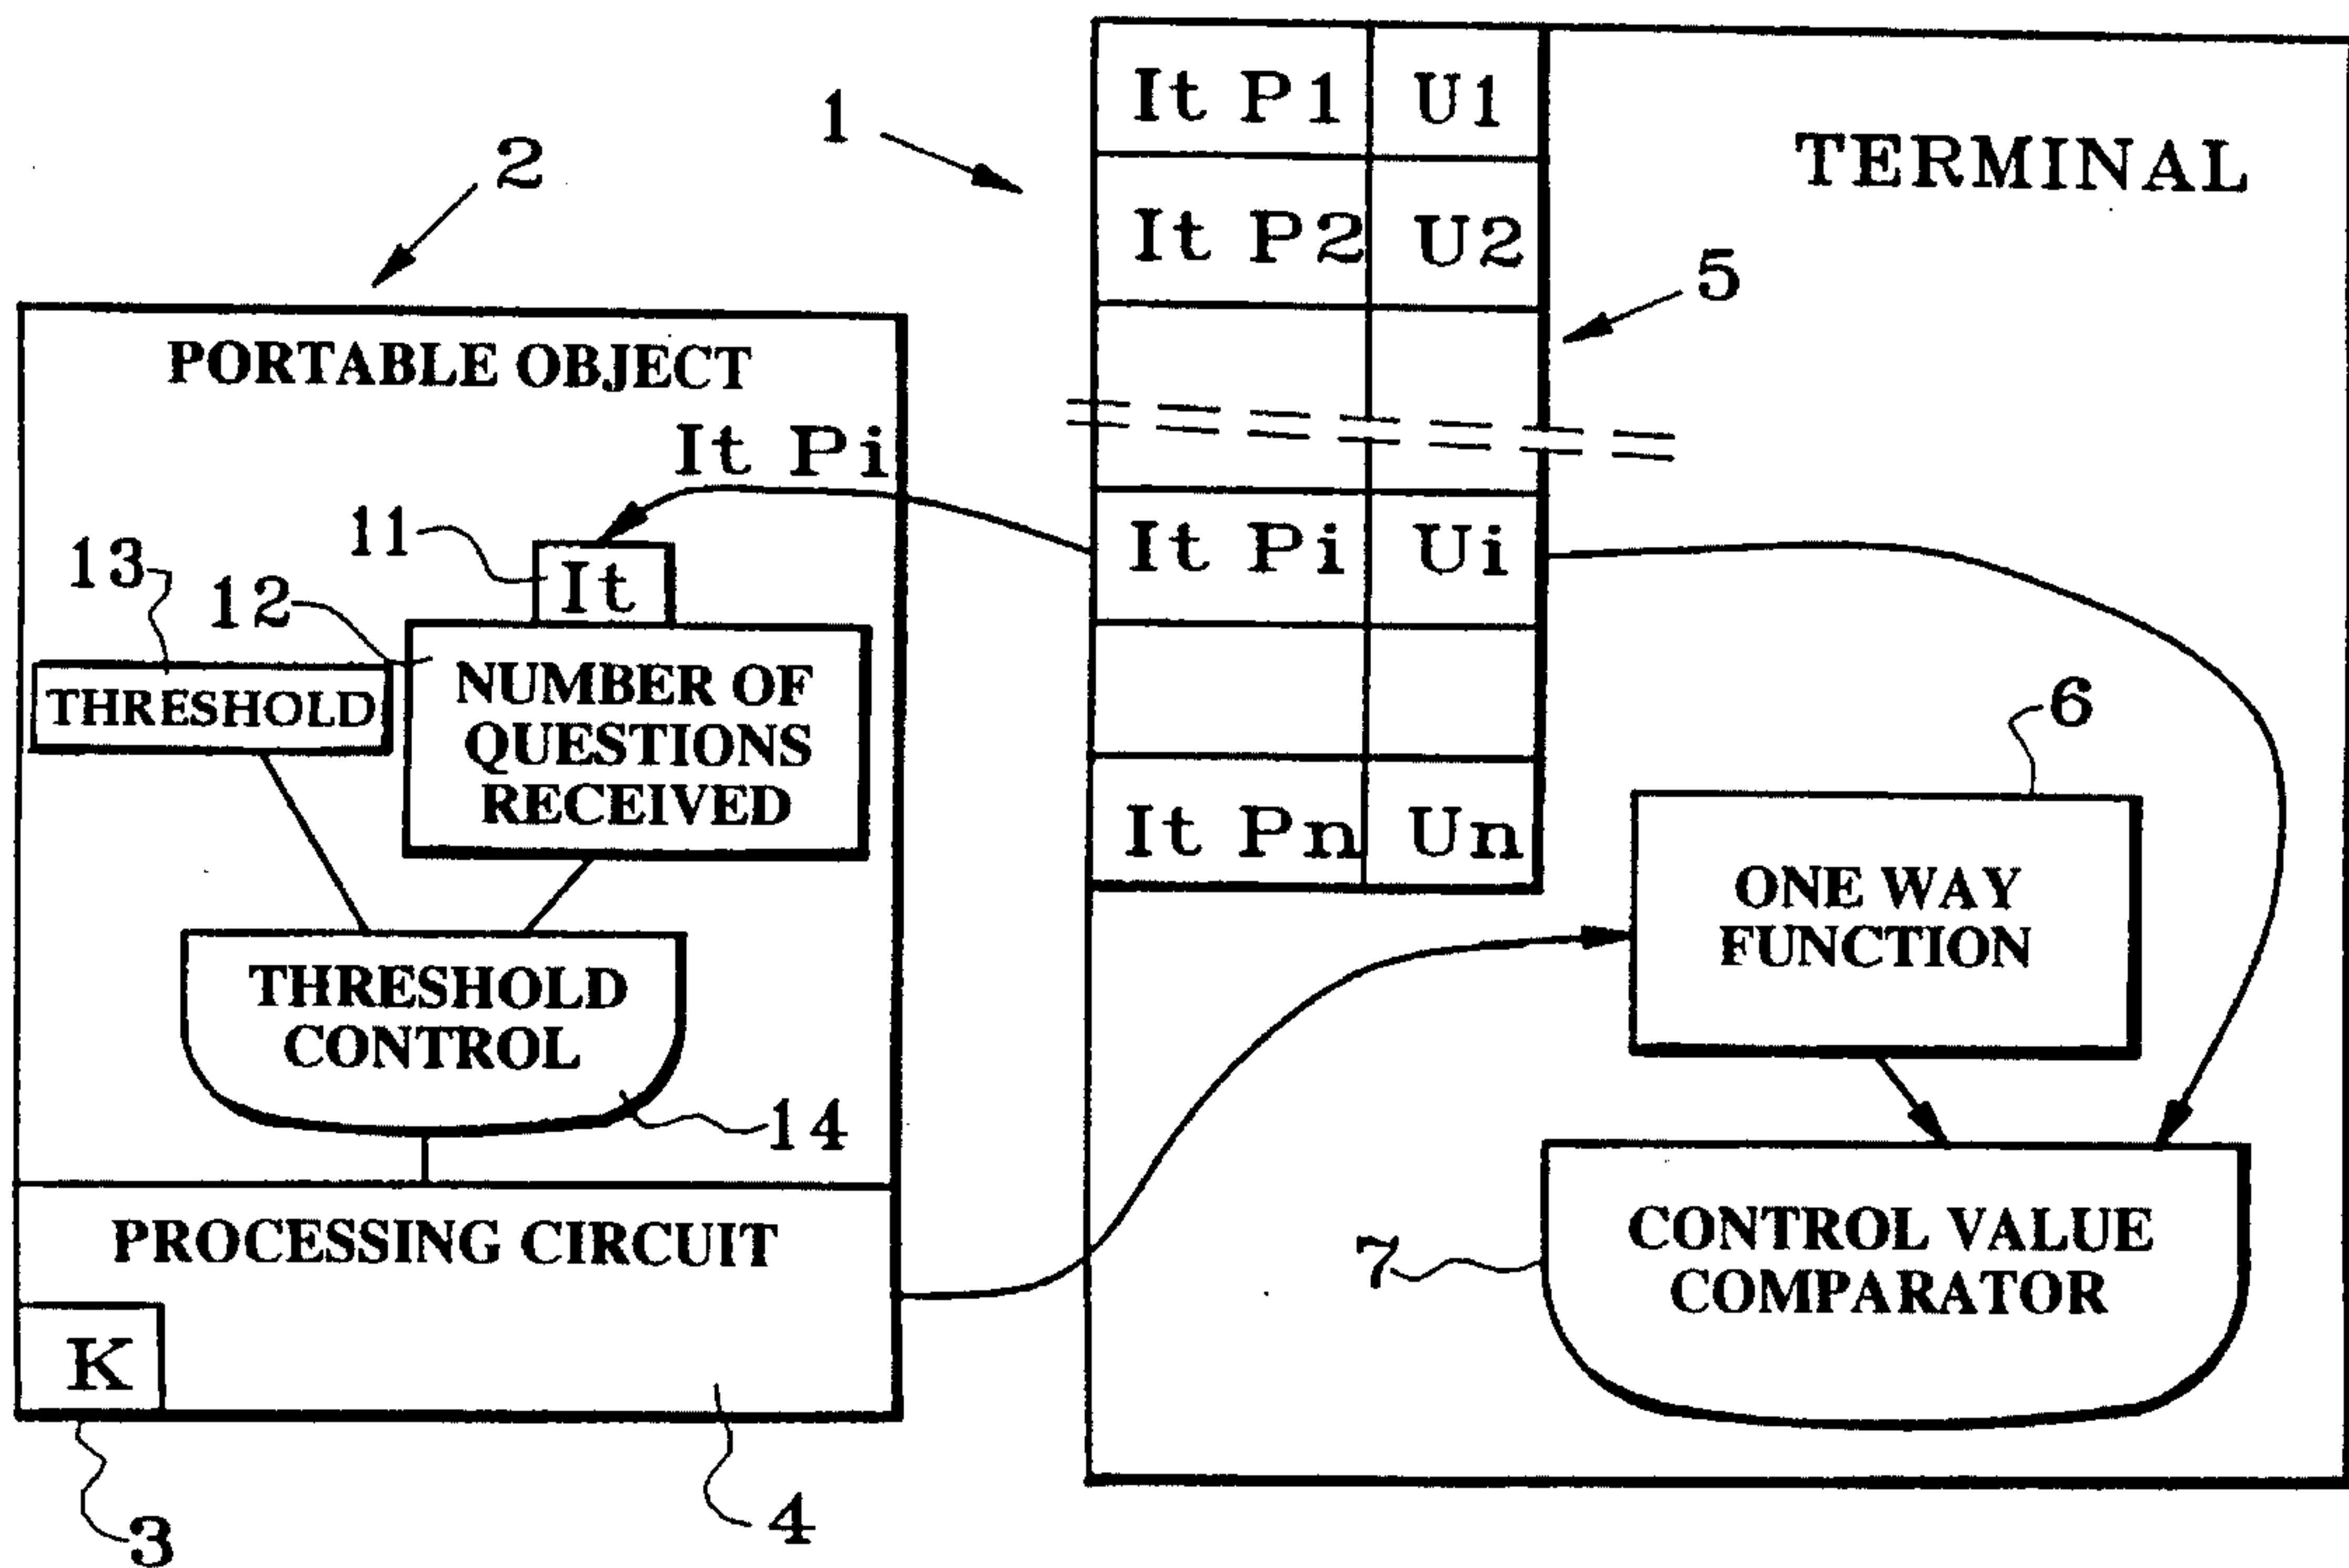 It P1 U1
1
TERMINAL
2
It P2 U2
5
PORTABLE OBJECT
It Pi
11
It Pi Ui
13
It
12
THRESHOLD
NUMBER OF
QUESTIONS
RECEIVED
6
It Pn Un
ONE WAY
FUNCTION
THRESHOLD
CONTROL
14
PROCESSING CIRCUIT
7
CONTROL VALUE
COMPARATOR
K
3
4